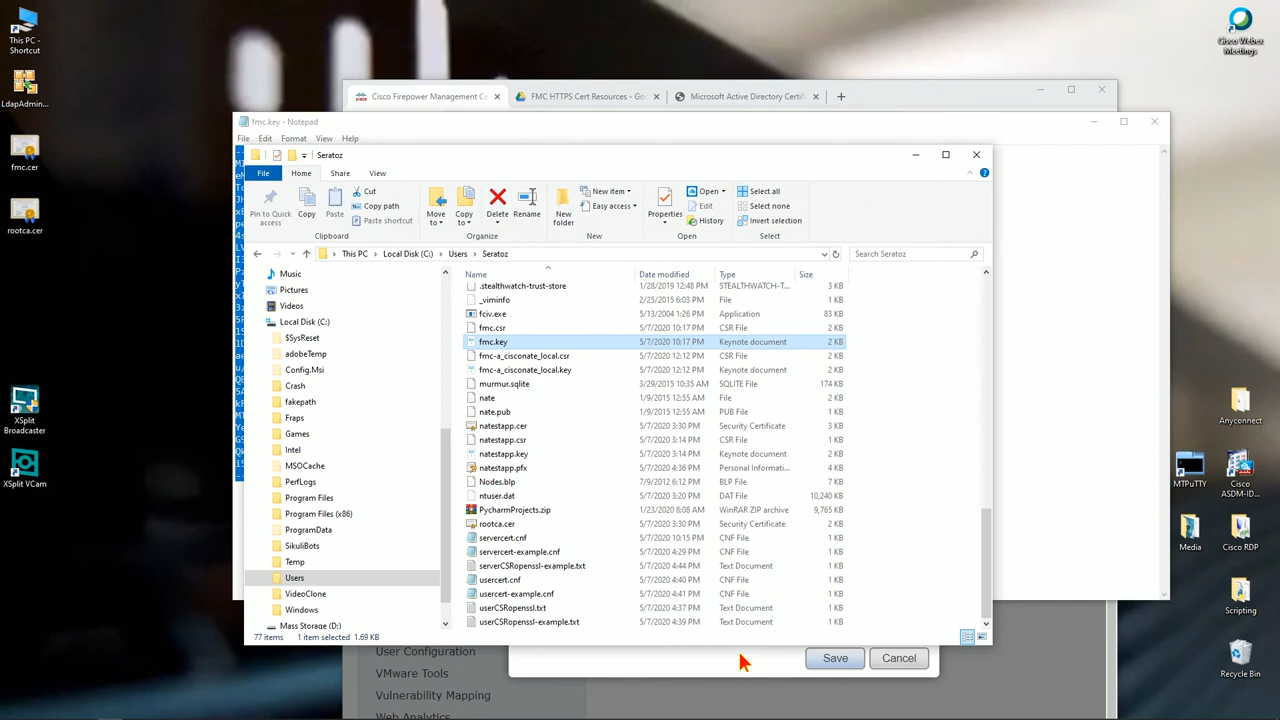 This PC -
Shortcut
LdapAdmin...
fmc.cer
rootca.cer
XSplit
Broadcaster
XSplit VCam
Cisco Webex
Meetings
Anyconnect
MTPuTTY
Cisco
ASDM-ID...
Media
Cisco RDP
Scripting
Recycle Bin
Cisco Firepower Management Ce
FMC HTTPS Cert Resources - Goo
Microsoft Active Directory Certifi
fmc.key - Notepad
File Edit Format View Help
Seratoz
File Home Share View
Pin to Quick
access
Copy
Paste
Cut
Copy path
Paste shortcut
Move
to
Copy
to
Delete
Rename
New
folder
New item
Easy access
Properties
Open
Edit
History
Select all
Select none
Invert selection
Clipboard Organize New Open Select
This PC Local Disk (C:) Users Seratoz
Search Seratoz
Music
Pictures
Videos
Local Disk (C:)
$SysReset
adobeTemp
Config.Msi
Crash
fakepath
Fraps
Games
Intel
MSOCache
PerfLogs
Program Files
Program Files (x86)
ProgramData
SikuliBots
Temp
Users
VideoClone
Windows
Mass Storage (D:)
Name Date modified Type Size
.stealthwatch-trust-store 1/28/2019 12:48 PM STEALTHWATCH-T... 3 KB
_viminfo 2/25/2015 6:03 PM File 1 KB
fciv.exe 5/13/2004 1:26 PM Application 83 KB
fmc.csr 5/7/2020 10:17 PM CSR File 2 KB
fmc.key 5/7/2020 10:17 PM Keynote document 2 KB
fmc-a_cisconate_local.csr 5/7/2020 12:12 PM CSR File 2 KB
fmc-a_cisconate_local.key 5/7/2020 12:12 PM Keynote document 2 KB
murmur.sqlite 3/29/2015 10:35 AM SQLITE File 174 KB
nate 1/9/2015 12:55 AM File 2 KB
nate.pub 1/9/2015 12:55 AM PUB File 1 KB
natestapp.cer 5/7/2020 3:30 PM Security Certificate 3 KB
natestapp.csr 5/7/2020 3:14 PM CSR File 1 KB
natestapp.key 5/7/2020 3:14 PM Keynote document 2 KB
natestapp.pfx 5/7/2020 4:36 PM Personal Informati... 4 KB
Nodes.blp 7/9/2012 6:12 PM BLP File 7 KB
ntuser.dat 5/7/2020 3:20 PM DAT File 10,240 KB
PycharmProjects.zip 1/23/2020 8:08 AM WinRAR ZIP archive 9,765 KB
rootca.cer 5/7/2020 3:30 PM Security Certificate 2 KB
servercert.cnf 5/7/2020 10:15 PM CNF File 1 KB
servercert-example.cnf 5/7/2020 4:29 PM CNF File 1 KB
serverCSRopenssl-example.txt 5/7/2020 4:29 PM Text Document 1 KB
usercert.cnf 5/7/2020 4:40 PM CNF File 1 KB
usercert-example.cnf 5/7/2020 4:41 PM CNF File 1 KB
userCSRopenssl.txt 5/7/2020 4:37 PM Text Document 1 KB
userCSRopenssl-example.txt 5/7/2020 4:39 PM Text Document 1 KB
77 items 1 item selected 1.69 KB
User Configuration
VMware Tools
Vulnerability Mapping
Web Analytics
Save Cancel